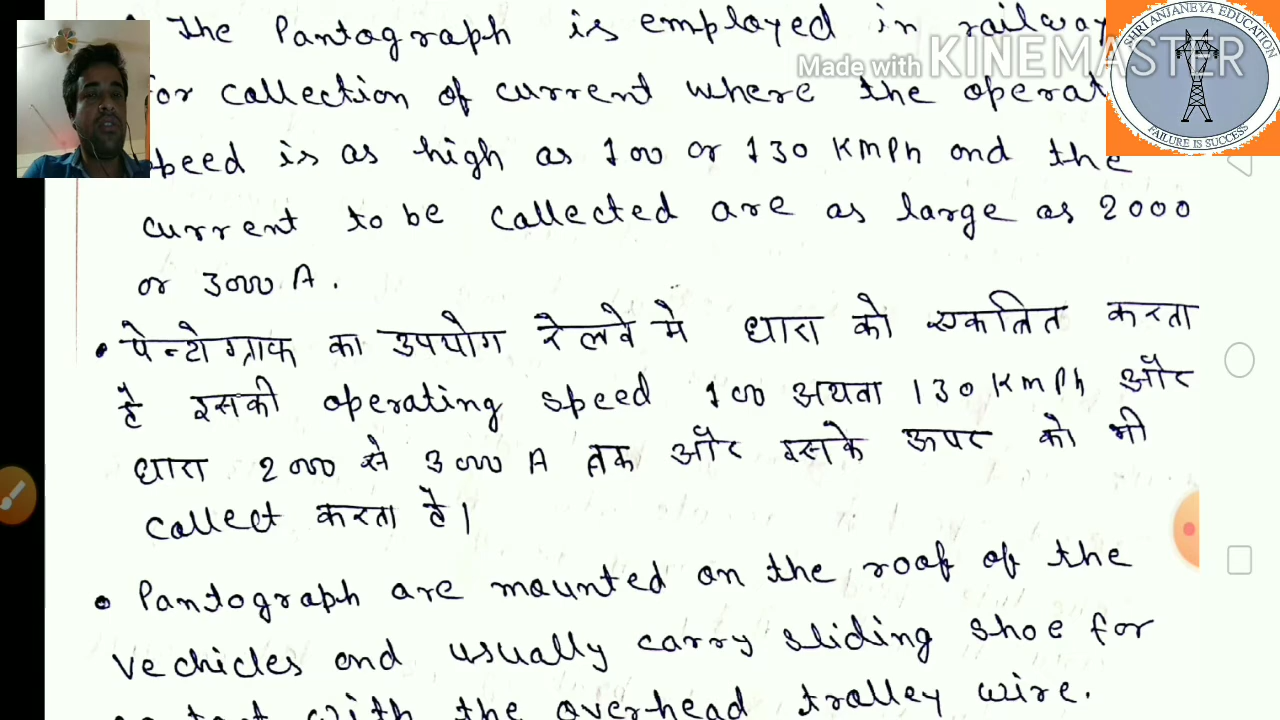 The Pantograph is employed in railway
for collection of current where the operat
speed is as high as 100 or 130 KMPh and the
current to be collected are as large as 2000
or 3000 A.
• पेन्टोग्राफ का उपयोग रेलवे मे धारा को एकत्रित करता
है इसकी operating speed 100 अथवा 130 KMPh और
धारा 2000 से 3000 A तक और इसके ऊपर को भी
collect करता है।
• Pantograph are mounted on the roof of the
vechicles and usually carry sliding shoe for
contact with the overhead trolley wire.
Made with KINEMASTER
SHRI ANJANEYA EDUCATION
FAILURE IS SUCCESS